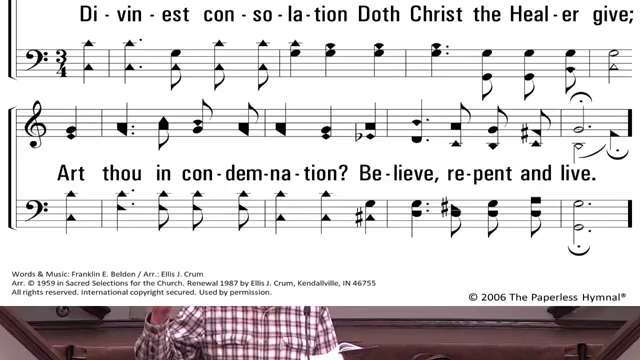 Di - vin - est con - so - la - tion Doth Christ the Heal - er give;
Art thou in con - dem - na - tion? Be - lieve, re - pent and live.
Words & Music: Franklin E. Belden / Arr.: Ellis J. Crum
Arr. © 1959 in Sacred Selections for the Church. Renewal 1987 by Ellis J. Crum, Kendallville, IN 46755
All rights reserved. International copyright secured. Used by permission.
© 2006 The Paperless Hymnal®